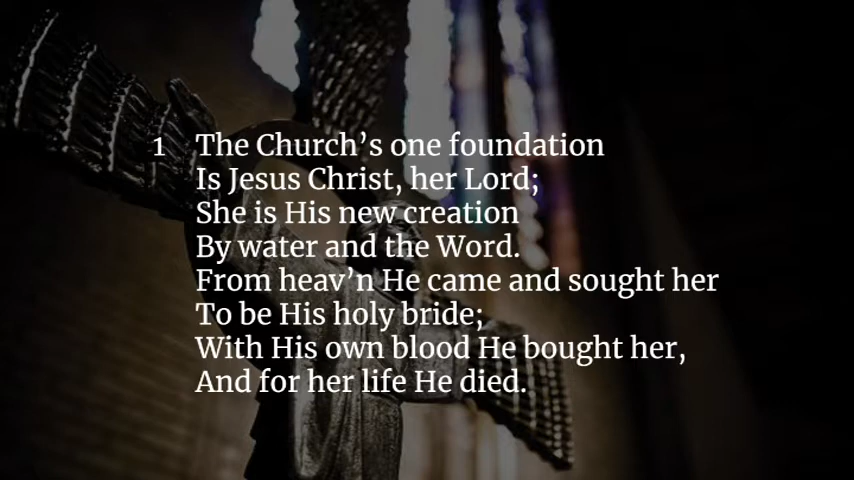 1 The Church’s one foundation
Is Jesus Christ, her Lord;
She is His new creation
By water and the Word.
From heav’n He came and sought her
To be His holy bride;
With His own blood He bought her,
And for her life He died.